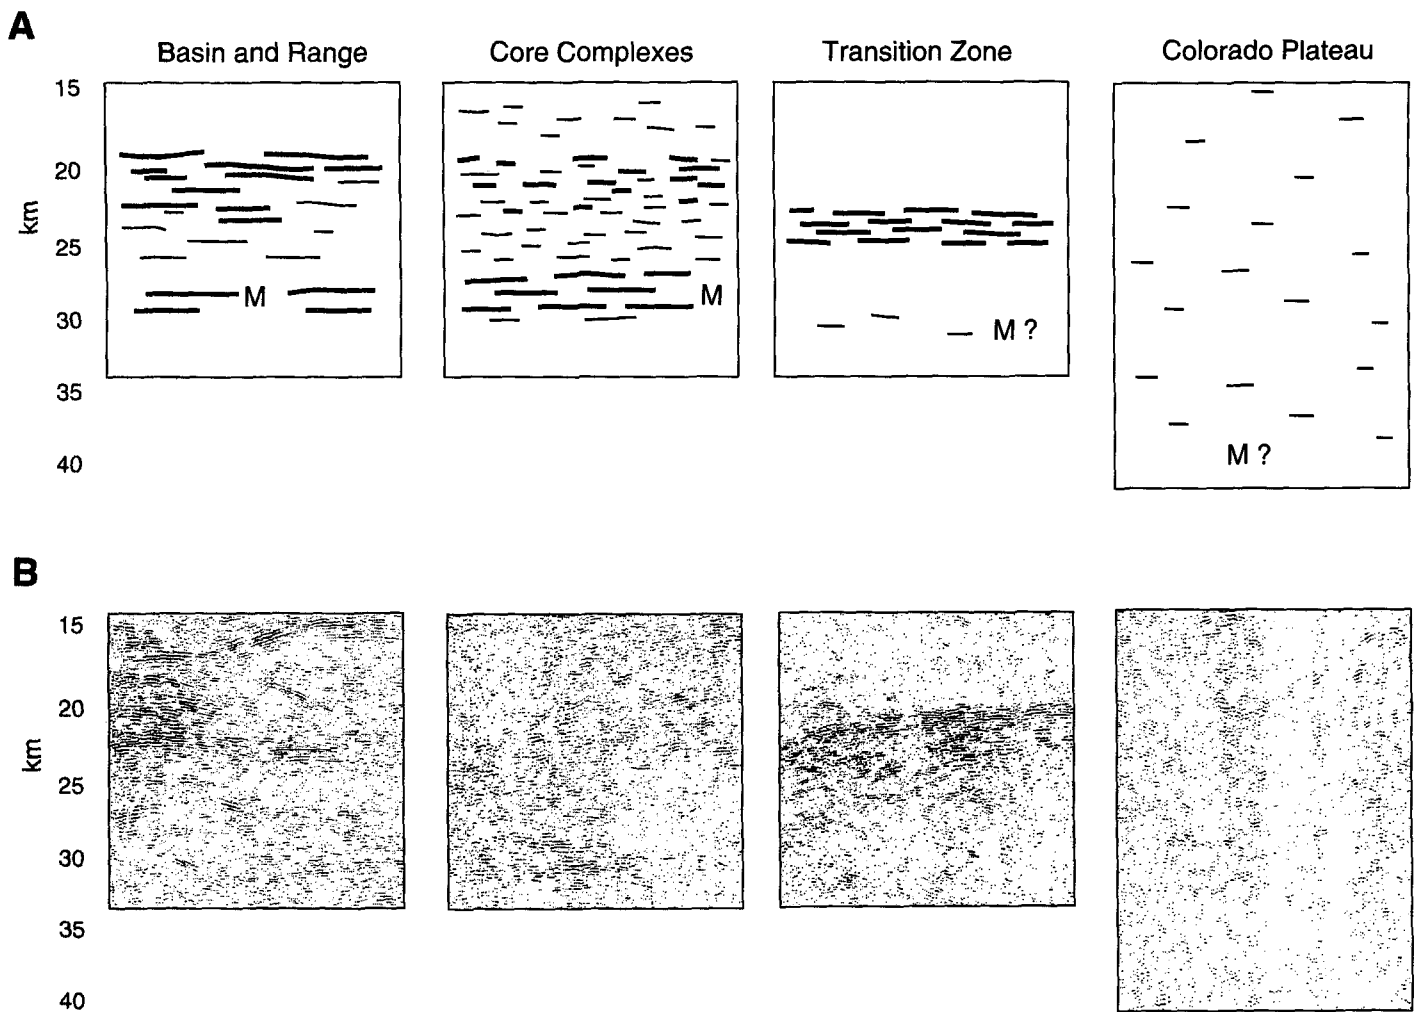 A
Basin and Range
Core Complexes
Transition Zone
Colorado Plateau
15
20
25
30
35
40
km
M
M
M ?
M ?
B
15
20
25
30
35
40
km